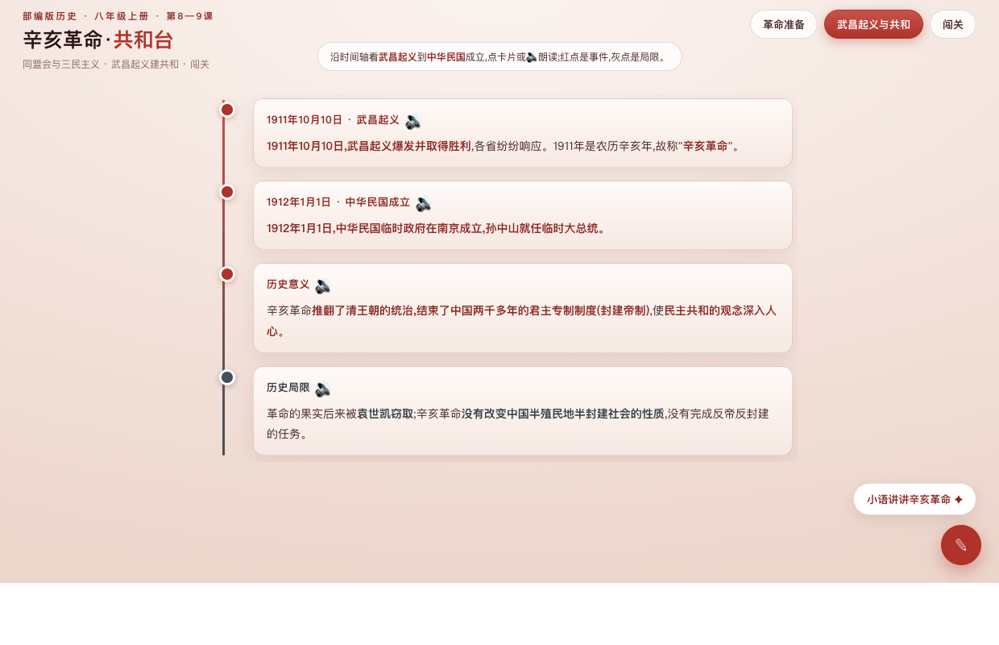 部编版历史 · 八年级上册 · 第8—9课
辛亥革命·共和台
同盟会与三民主义 · 武昌起义建共和 · 闯关
革命准备
武昌起义与共和
闯关
沿时间轴看武昌起义到中华民国成立,点卡片或🔈朗读;红点是事件,灰点是局限。
1911年10月10日 · 武昌起义 🔈
1911年10月10日,武昌起义爆发并取得胜利,各省纷纷响应。1911年是农历辛亥年,故称"辛亥革命"。
1912年1月1日 · 中华民国成立 🔈
1912年1月1日,中华民国临时政府在南京成立,孙中山就任临时大总统。
历史意义 🔈
辛亥革命推翻了清王朝的统治,结束了中国两千多年的君主专制制度(封建帝制),使民主共和的观念深入人
心。
历史局限 🔈
革命的果实后来被袁世凯窃取;辛亥革命没有改变中国半殖民地半封建社会的性质,没有完成反帝反封建
的任务。
小语讲讲辛亥革命 ✦
✎